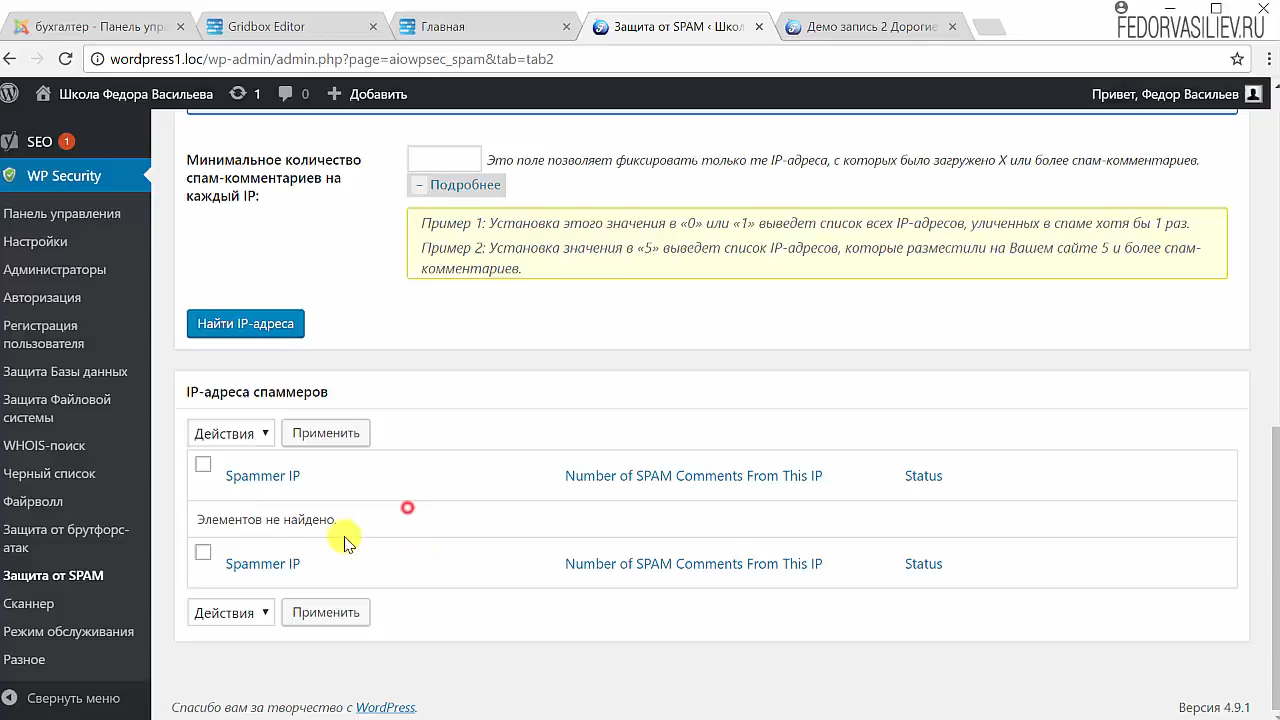 бухгалтер - Панель упр
Gridbox Editor
Главная
Защита от SPAM ‹ Школ
Демо запись 2 Дорогие
FEDORVASILIEV.RU
wordpress1.loc/wp-admin/admin.php?page=aiowpsec_spam&tab=tab2
Школа Федора Васильева
1
0
Добавить
Привет, Федор Васильев
SEO 1
WP Security
Панель управления
Настройки
Администраторы
Авторизация
Регистрация
пользователя
Защита Базы данных
Защита Файловой
системы
WHOIS-поиск
Черный список
Файрволл
Защита от брутфорс-
атак
Защита от SPAM
Сканнер
Режим обслуживания
Разное
Свернуть меню
Минимальное количество
спам-комментариев на
каждый IP:
Это поле позволяет фиксировать только те IP-адреса, с которых было загружено X или более спам-комментариев.
– Подробнее
Пример 1: Установка этого значения в «0» или «1» выведет список всех IP-адресов, уличенных в спаме хотя бы 1 раз.
Пример 2: Установка значения в «5» выведет список IP-адресов, которые разместили на Вашем сайте 5 и более спам-
комментариев.
Найти IP-адреса
IP-адреса спаммеров
Действия
Применить
Spammer IP
Number of SPAM Comments From This IP
Status
Элементов не найдено.
Spammer IP
Number of SPAM Comments From This IP
Status
Действия
Применить
Спасибо вам за творчество с WordPress.
Версия 4.9.1